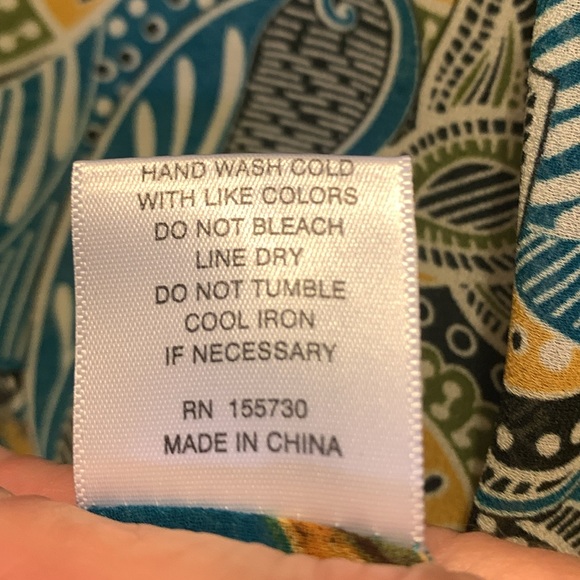 HAND WASH COLD
WITH LIKE COLORS
DO NOT BLEACH
LINE DRY
DO NOT TUMBLE
COOL IRON
IF NECESSARY
RN 155730
MADE IN CHINA